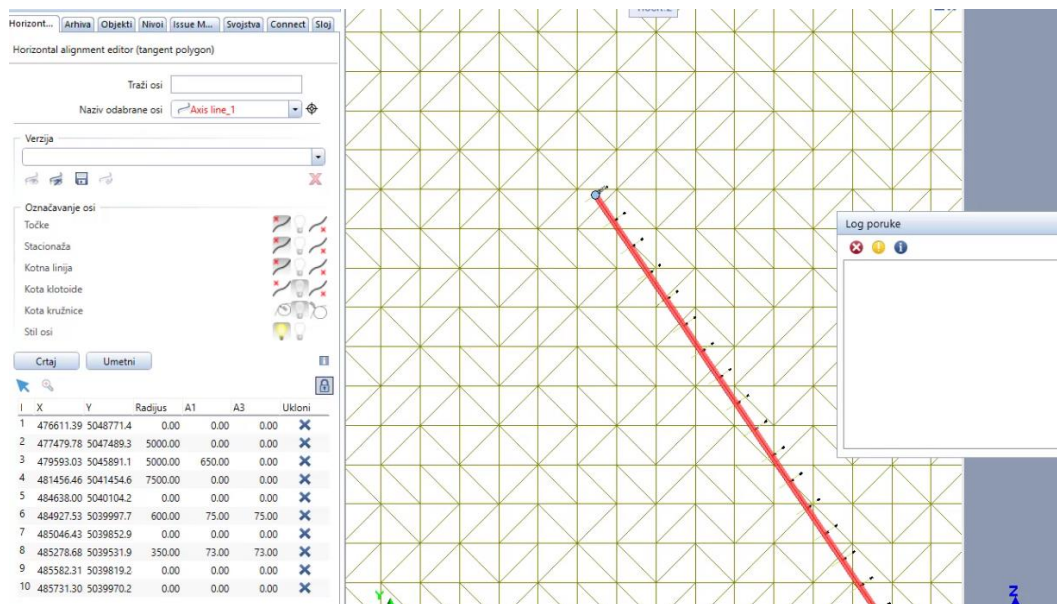 Horizont... Arhiva Objekti Nivoi Issue M... Svojstva Connect Sloj
Horizontal alignment editor (tangent polygon)
Traži osi
Naziv odabrane osi Axis line_1
Verzija
Označavanje osi
Točke
Stacionaža
Kotna linija
Kota klotoide
Kota kružnice
Stil osi
Crtaj Umetni
I X Y Radijus A1 A3 Ukloni
1 476611.39 5048771.4 0.00 0.00 0.00
2 477479.78 5047489.3 5000.00 0.00 0.00
3 479593.03 5045891.1 5000.00 650.00 0.00
4 481456.46 5041454.6 7500.00 0.00 0.00
5 484638.00 5040104.2 0.00 0.00 0.00
6 484927.53 5039997.7 600.00 75.00 75.00
7 485046.43 5039852.9 0.00 0.00 0.00
8 485278.68 5039531.9 350.00 73.00 73.00
9 485582.31 5039819.2 0.00 0.00 0.00
10 485731.30 5039970.2 0.00 0.00 0.00
Log poruke
Y
Z